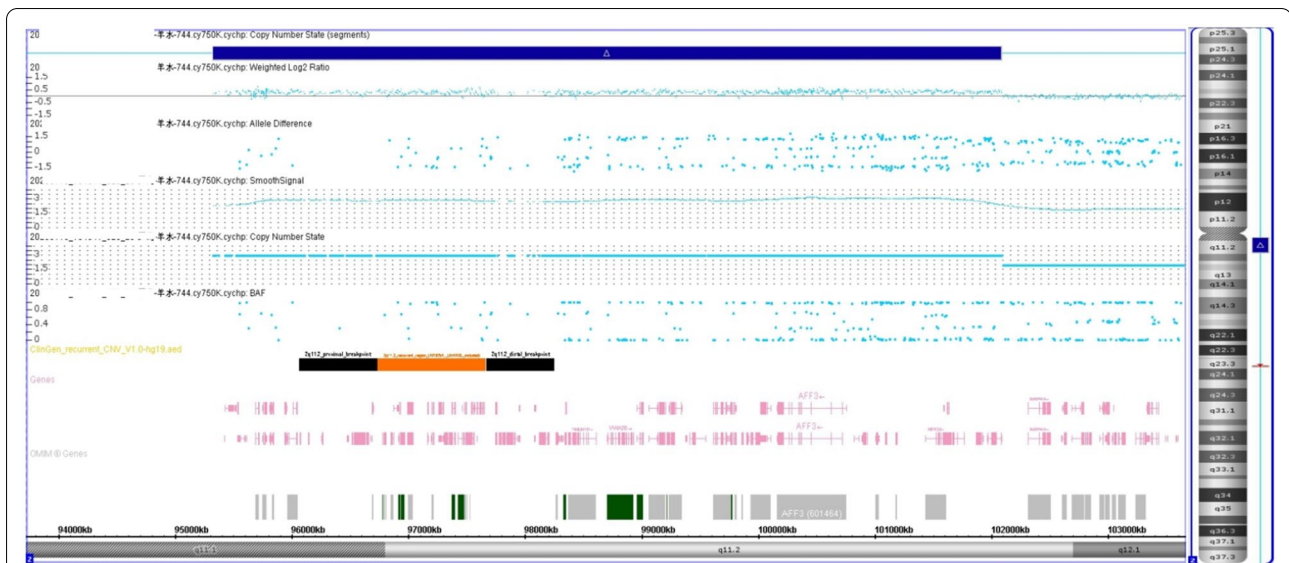 20 -羊水-744.cy750K.cychp: Copy Number State (segments)
20 羊水-744.cy750K.cychp: Weighted Log2 Ratio
1.5
0.5
-0.5
-1.5
20 -羊水-744.cy750K.cychp: Allele Difference
1.5
0
-1.5
20 -羊水-744.cy750K.cychp: SmoothSignal
3
1.5
0
-羊水-744.cy750K.cychp: Copy Number State
3
1.5
0
20 -羊水-744.cy750K.cychp: BAF
0.8
0.4
0
ClinGen_recurrent_CNV_V1.0-hg19.aed
2q11.2_proximal_breakpoint
2q11.2_distal_breakpoint
Genes
AFF3
AFF3
OMIM ® Genes
AFF3 (601464)
94000kb 95000kb 96000kb 97000kb 98000kb 99000kb 100000kb 101000kb 102000kb 103000kb
q11.1 q11.2 q12.1
2
p25.3
p25.1
p24.3
p24.1
p22.3
p21
p16.3
p16.1
p14
p12
p11.2
q11.2
q13
q14.1
q14.3
q22.1
q22.3
q23.3
q24.1
q24.3
q31.1
q32.1
q32.3
q33.1
q34
q35
q36.3
q37.1
q37.3
2